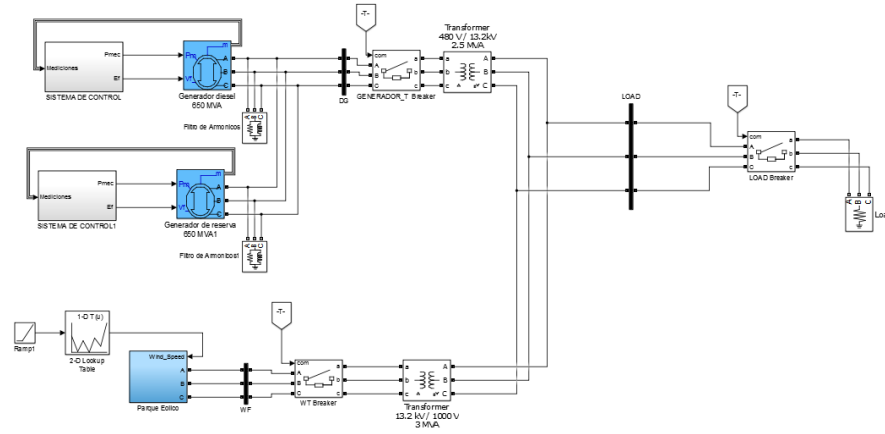 Transformer
480 V / 13.2kV
2.5 MVA
-T-
Mediciones
Pmec
Ef
SISTEMA DE CONTROL
Pm
Vf
m
A
B
C
Generador diesel
650 MVA
A B C
Filtro de Armonicos
DG
com
A
B
C
a
b
c
GENERADOR_T Breaker
a
b
c
A
B
C
LOAD
-T-
com
A
B
C
a
b
c
LOAD Breaker
A B C
Loa
Mediciones
Pmec
Ef
SISTEMA DE CONTROL1
Pm
Vf
m
A
B
C
Generador de reserva
650 MVA1
A B C
Filtro de Armonicos1
Ramp1
1-D T(u)
2-D Lookup
Table
Wind_Speed
A
B
C
Parque Eolico
WF
-T-
com
A
B
C
a
b
c
WT Breaker
a
b
c
A
B
C
Transformer
13.2 kV / 1000 V
3 MVA